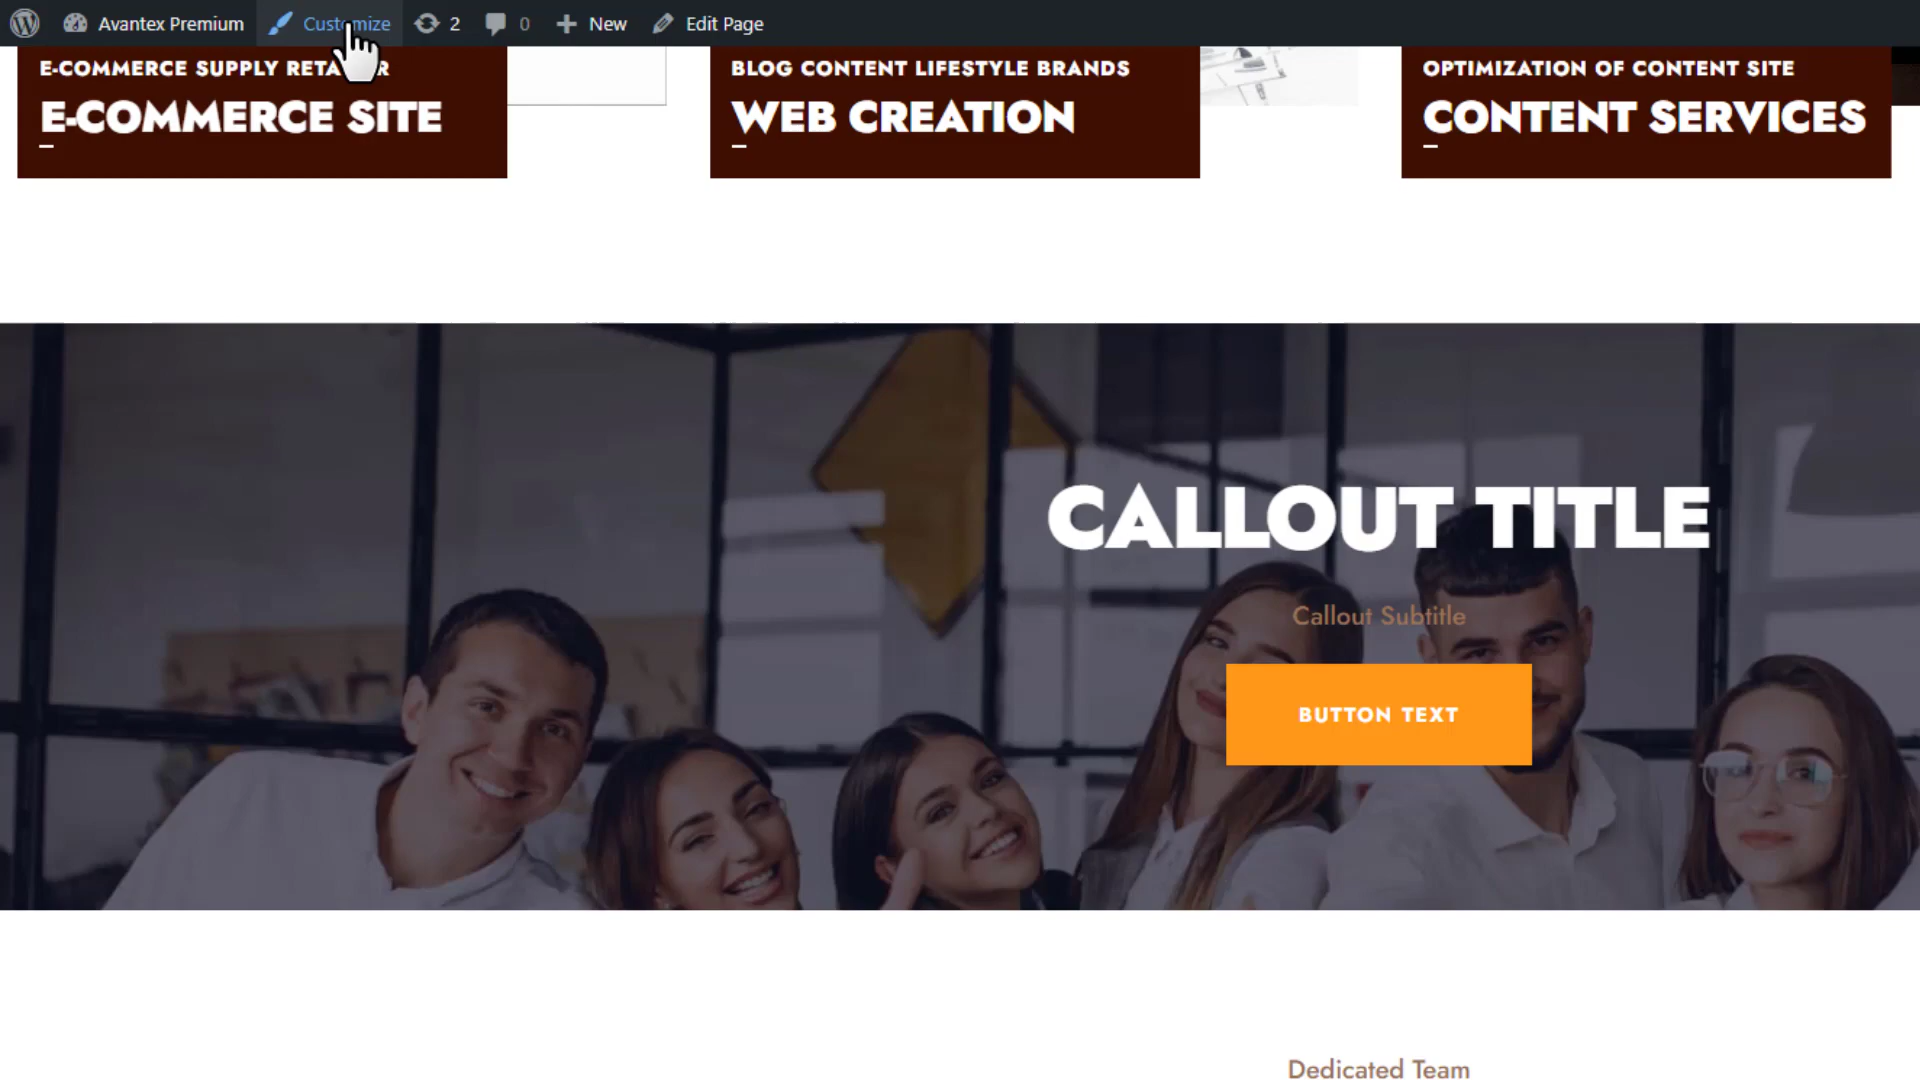 Avantex Premium Customize 2 0 New Edit Page
E-COMMERCE SUPPLY RETAILER
E-COMMERCE SITE
BLOG CONTENT LIFESTYLE BRANDS
WEB CREATION
OPTIMIZATION OF CONTENT SITE
CONTENT SERVICES
CALLOUT TITLE
Callout Subtitle
BUTTON TEXT
Dedicated Team